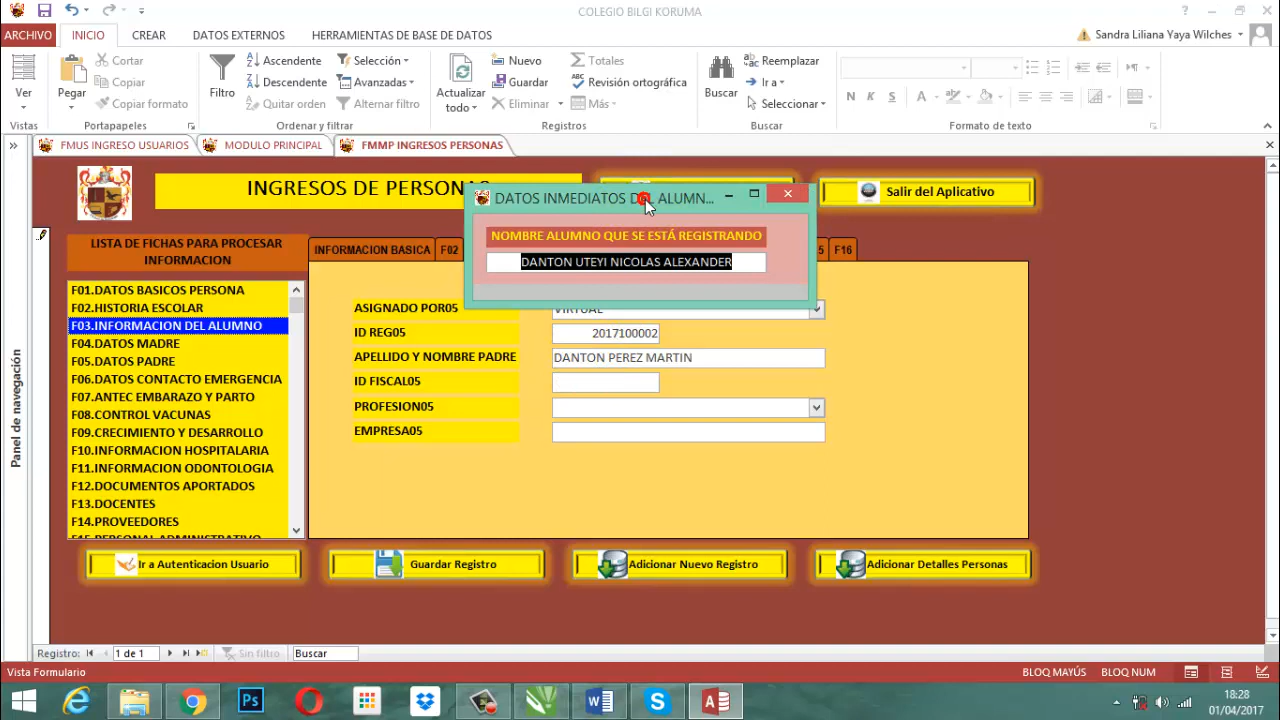 COLEGIO BILGI KORUMA
ARCHIVO INICIO CREAR DATOS EXTERNOS HERRAMIENTAS DE BASE DE DATOS Sandra Liliana Yaya Wilches
Ver
Vistas
Pegar
Cortar
Copiar
Copiar formato
Portapapeles
Filtro
Ascendente
Descendente
Quitar orden
Selección
Avanzadas
Alternar filtro
Ordenar y filtrar
Actualizar todo
Nuevo
Guardar
Eliminar
Totales
Revisión ortográfica
Más
Registros
Buscar
Reemplazar
Ir a
Seleccionar
Buscar
N K S
A
Formato de texto
FMUS INGRESO USUARIOS MODULO PRINCIPAL FMMP INGRESOS PERSONAS
Panel de navegación
INGRESOS DE PERSONAS
Salir del Aplicativo
DATOS INMEDIATOS DEL ALUMN...
NOMBRE ALUMNO QUE SE ESTÁ REGISTRANDO
DANTON UTEYI NICOLAS ALEXANDER
LISTA DE FICHAS PARA PROCESAR
INFORMACION
F01.DATOS BASICOS PERSONA
F02.HISTORIA ESCOLAR
F03.INFORMACION DEL ALUMNO
F04.DATOS MADRE
F05.DATOS PADRE
F06.DATOS CONTACTO EMERGENCIA
F07.ANTEC EMBARAZO Y PARTO
F08.CONTROL VACUNAS
F09.CRECIMIENTO Y DESARROLLO
F10.INFORMACION HOSPITALARIA
F11.INFORMACION ODONTOLOGIA
F12.DOCUMENTOS APORTADOS
F13.DOCENTES
F14.PROVEEDORES
F15.PERSONAL ADMINISTRATIVO
INFORMACION BASICA F02 5 F16
ASIGNADO POR05 VIRTUAL
ID REG05 2017100002
APELLIDO Y NOMBRE PADRE DANTON PEREZ MARTIN
ID FISCAL05
PROFESION05
EMPRESA05
Ir a Autenticacion Usuario Guardar Registro Adicionar Nuevo Registro Adicionar Detalles Personas
Registro: 1 de 1 Sin filtro Buscar
Vista Formulario BLOQ MAYÚS BLOQ NUM
18:28
01/04/2017